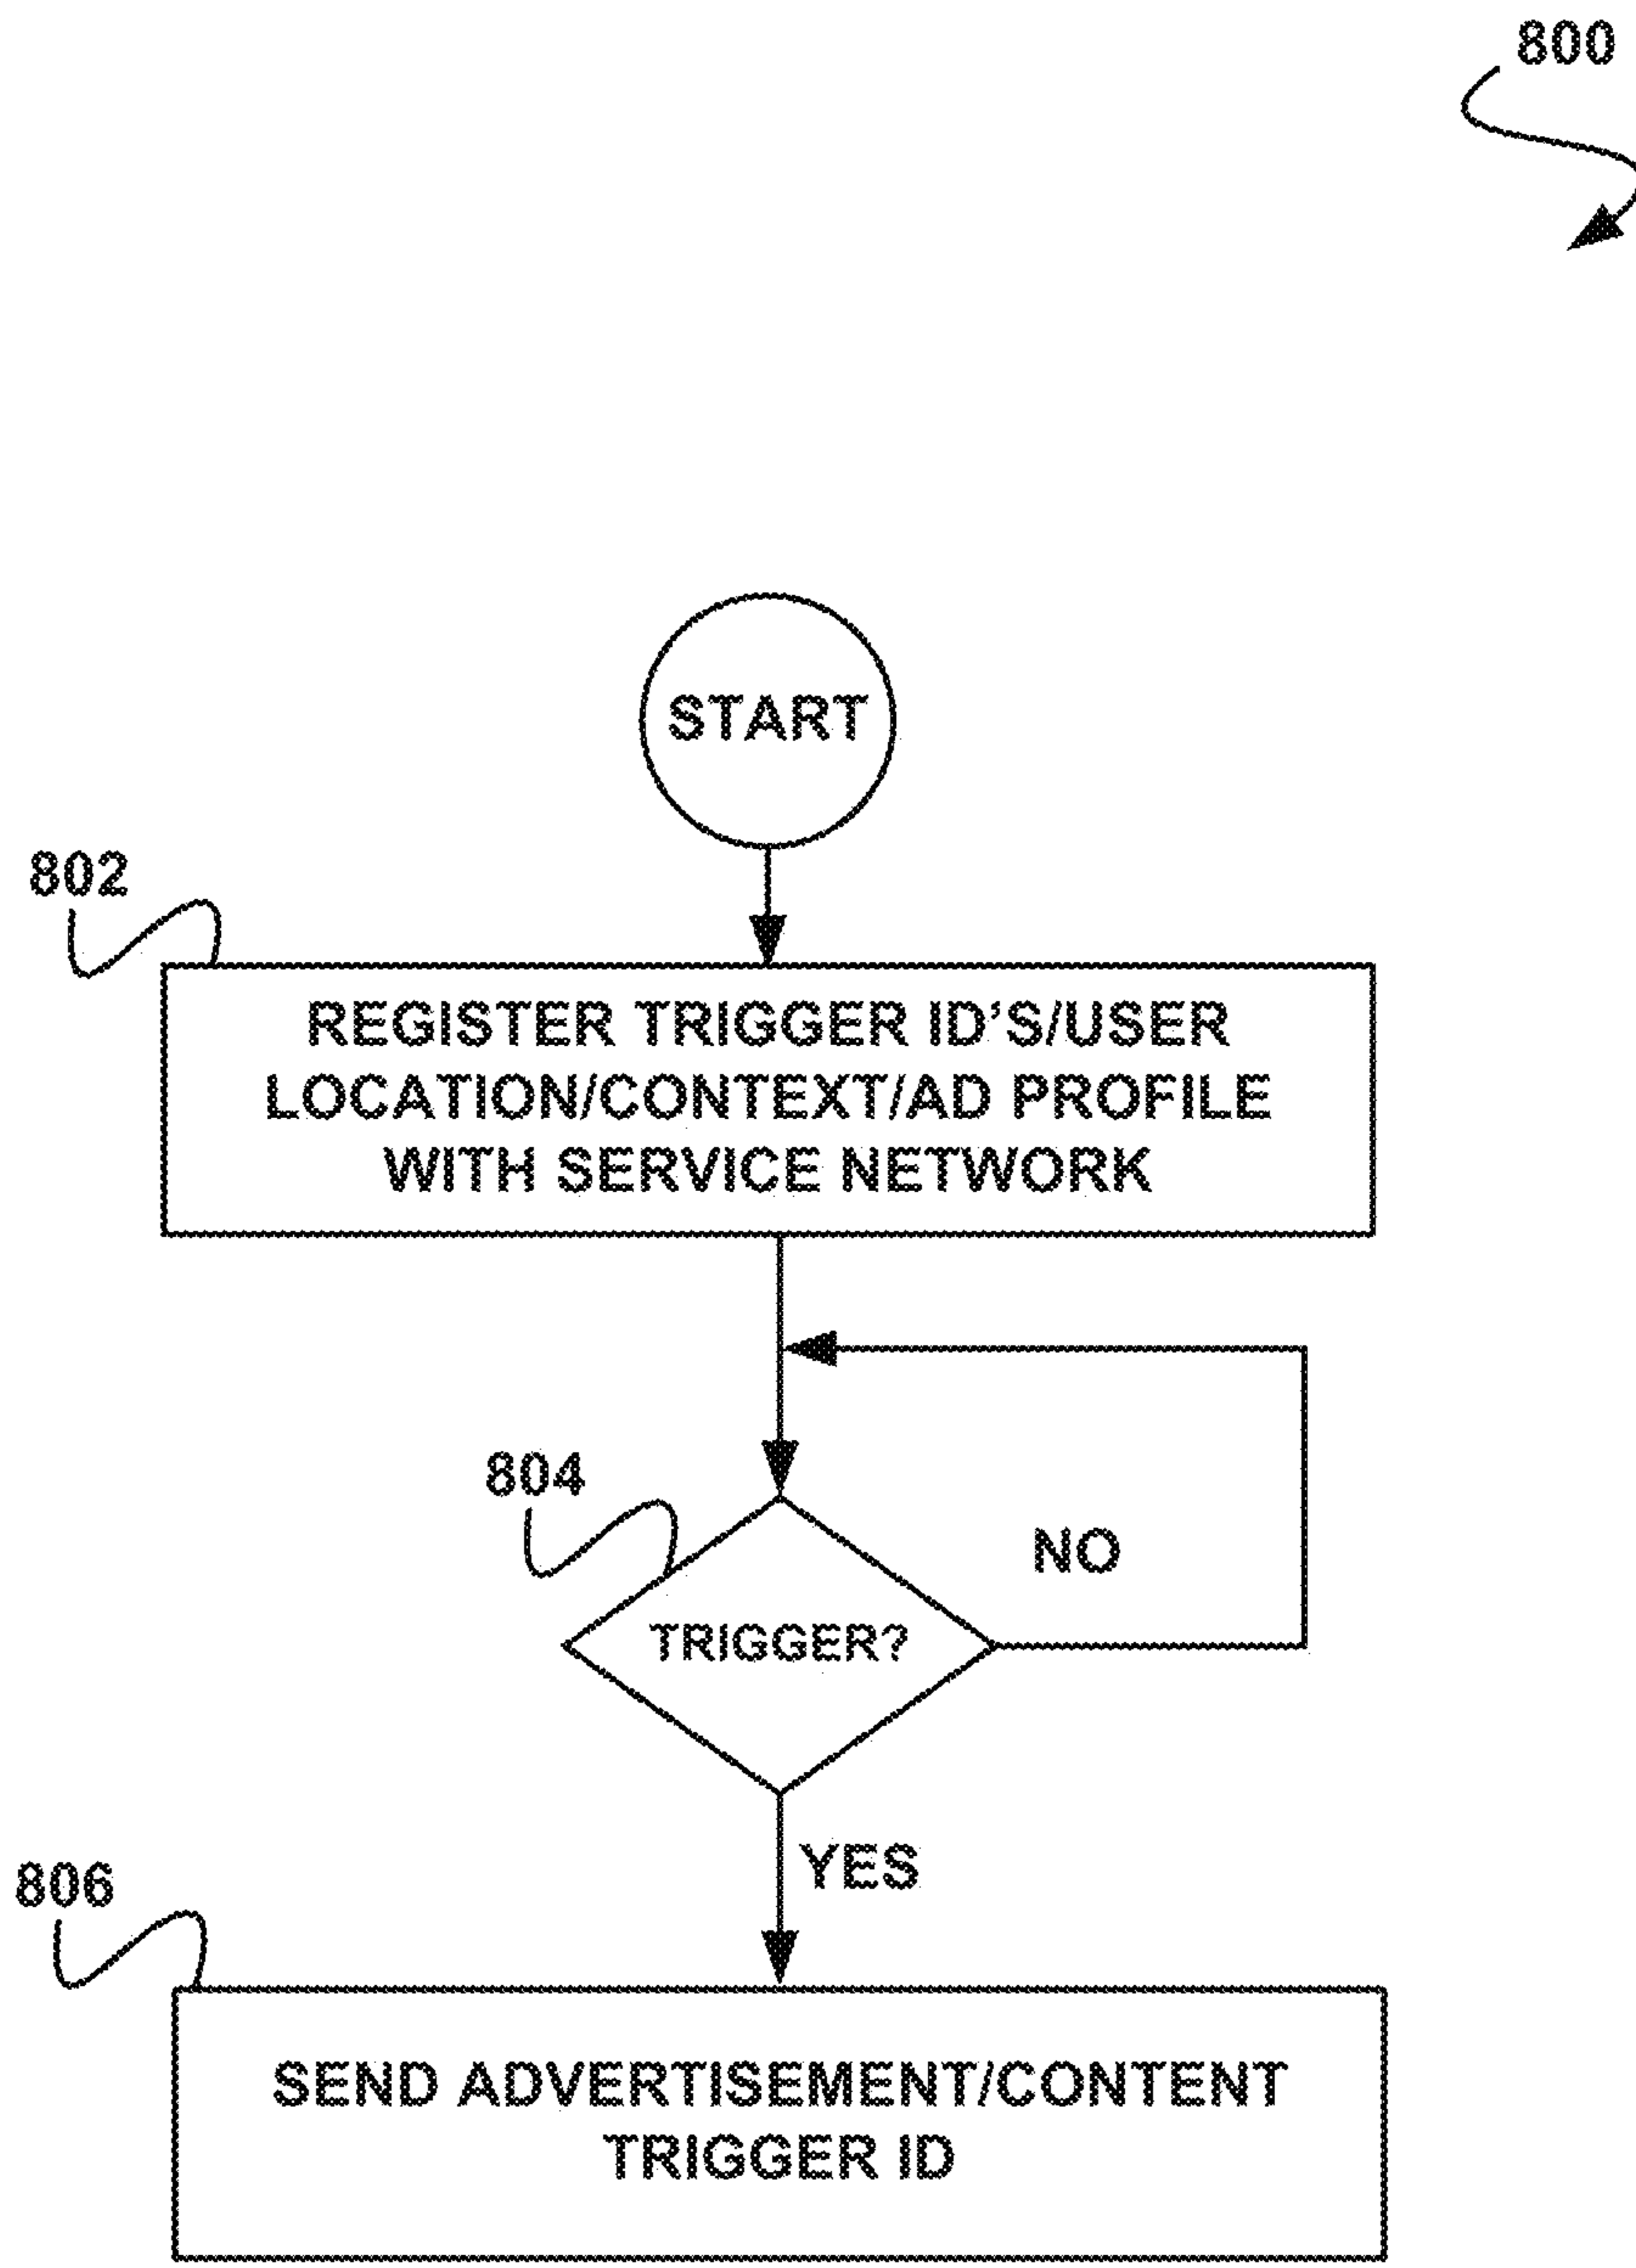 800
START
802
REGISTER TRIGGER ID'S/USER
LOCATION/CONTEXT/AD PROFILE
WITH SERVICE NETWORK
804
NO
TRIGGER?
YES
806
SEND ADVERTISEMENT/CONTENT
TRIGGER ID